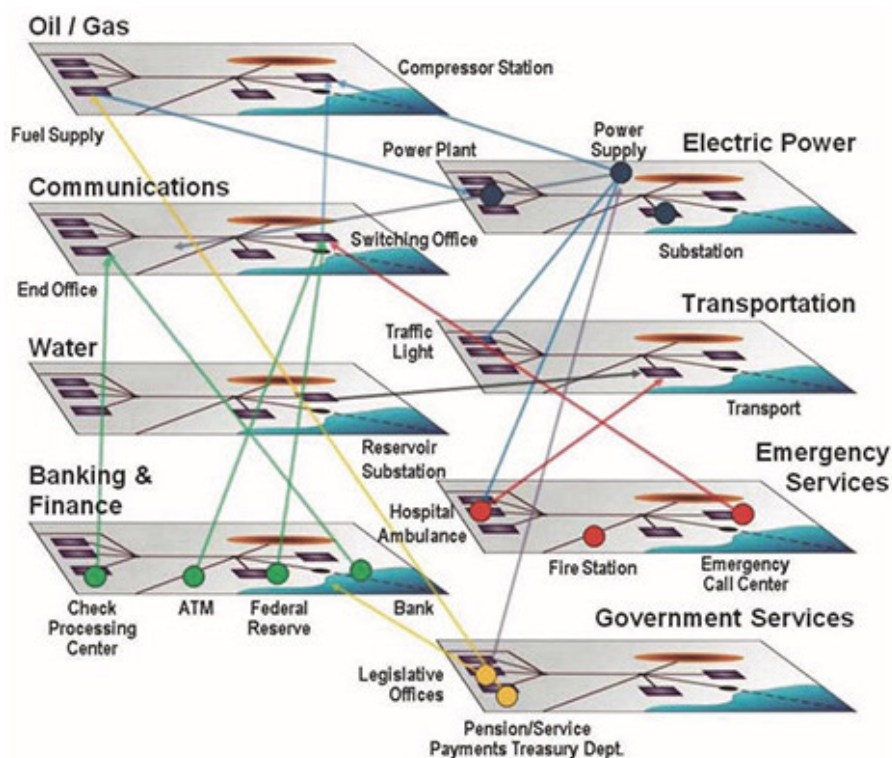 Oil / Gas
Compressor Station
Fuel Supply
Power Plant
Power
Supply
Electric Power
Communications
Switching Office
Substation
End Office
Transportation
Traffic
Light
Water
Transport
Reservoir
Substation
Emergency
Services
Banking &
Finance
Hospital
Ambulance
Fire Station
Emergency
Call Center
Check
Processing
Center
ATM
Federal
Reserve
Bank
Government Services
Legislative
Offices
Pension/Service
Payments Treasury Dept.